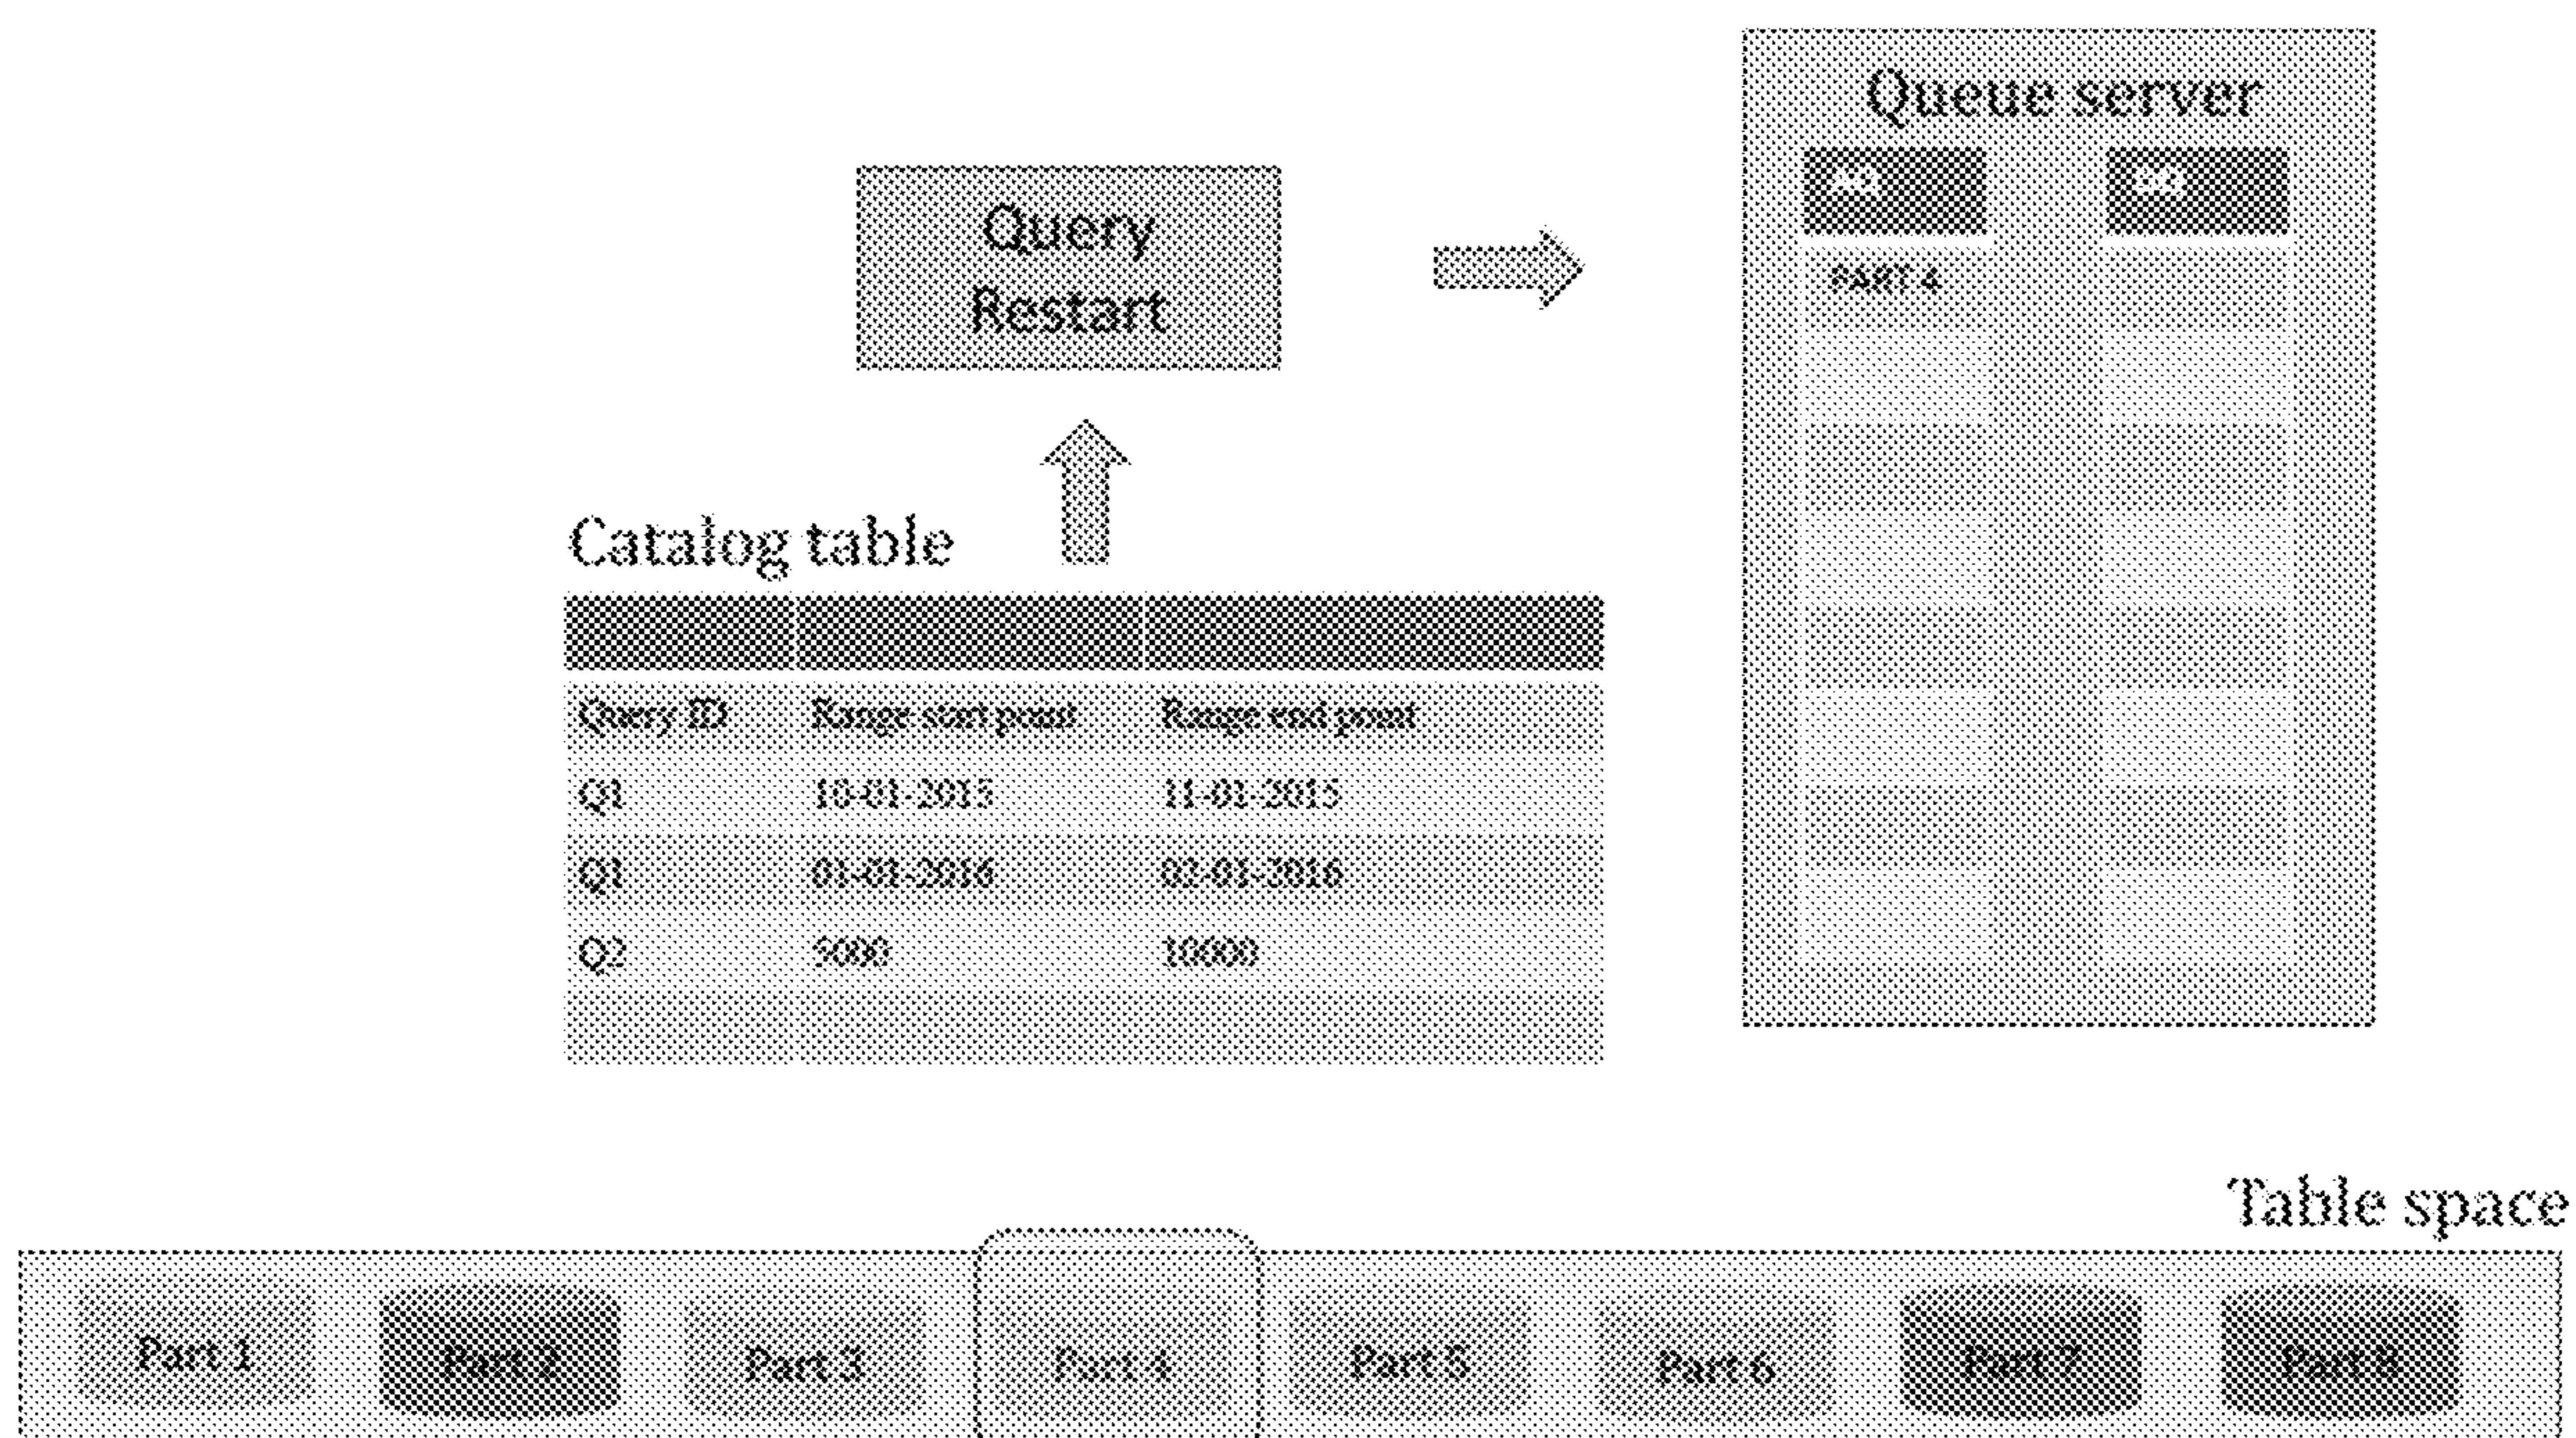 Queue server
PART 4
Query
Restart
Catalog table
Query ID Range start point Range end point
Q1 10-01-2015 11-01-2015
Q1 01-01-2016 02-01-2016
Q2 5000 10000
Table space
Part 1 Part 2 Part 3 Part 4 Part 5 Part 6 Part 7 Part 8